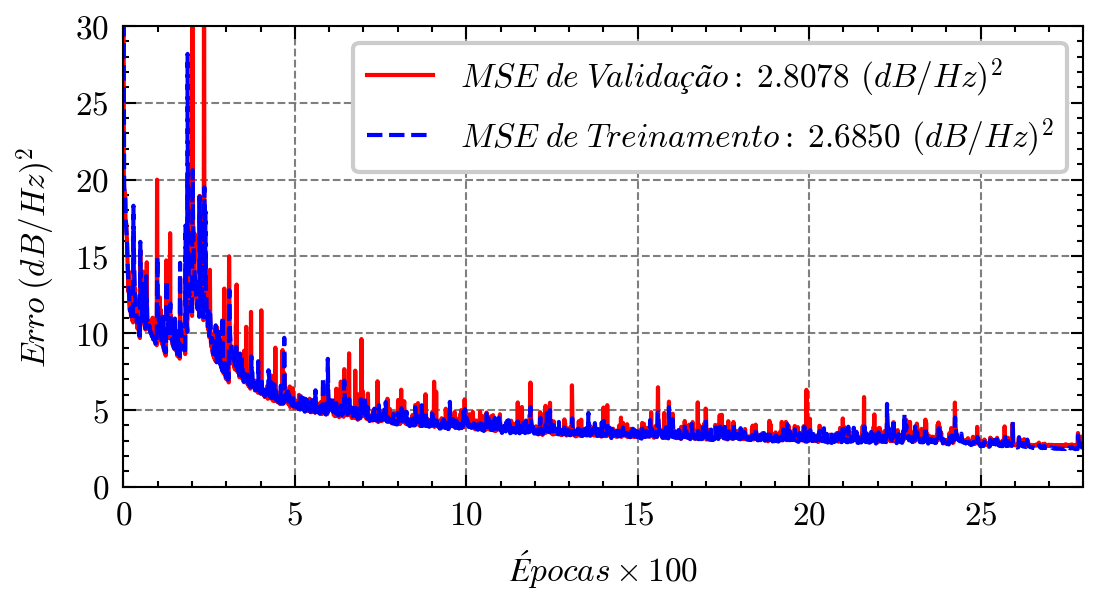 30
25
20
15
10
5
0
Erro (dB/Hz)²
MSE de Validação : 2.8078 (dB/Hz)²
MSE de Treinamento : 2.6850 (dB/Hz)²
0 5 10 15 20 25
Épocas × 100